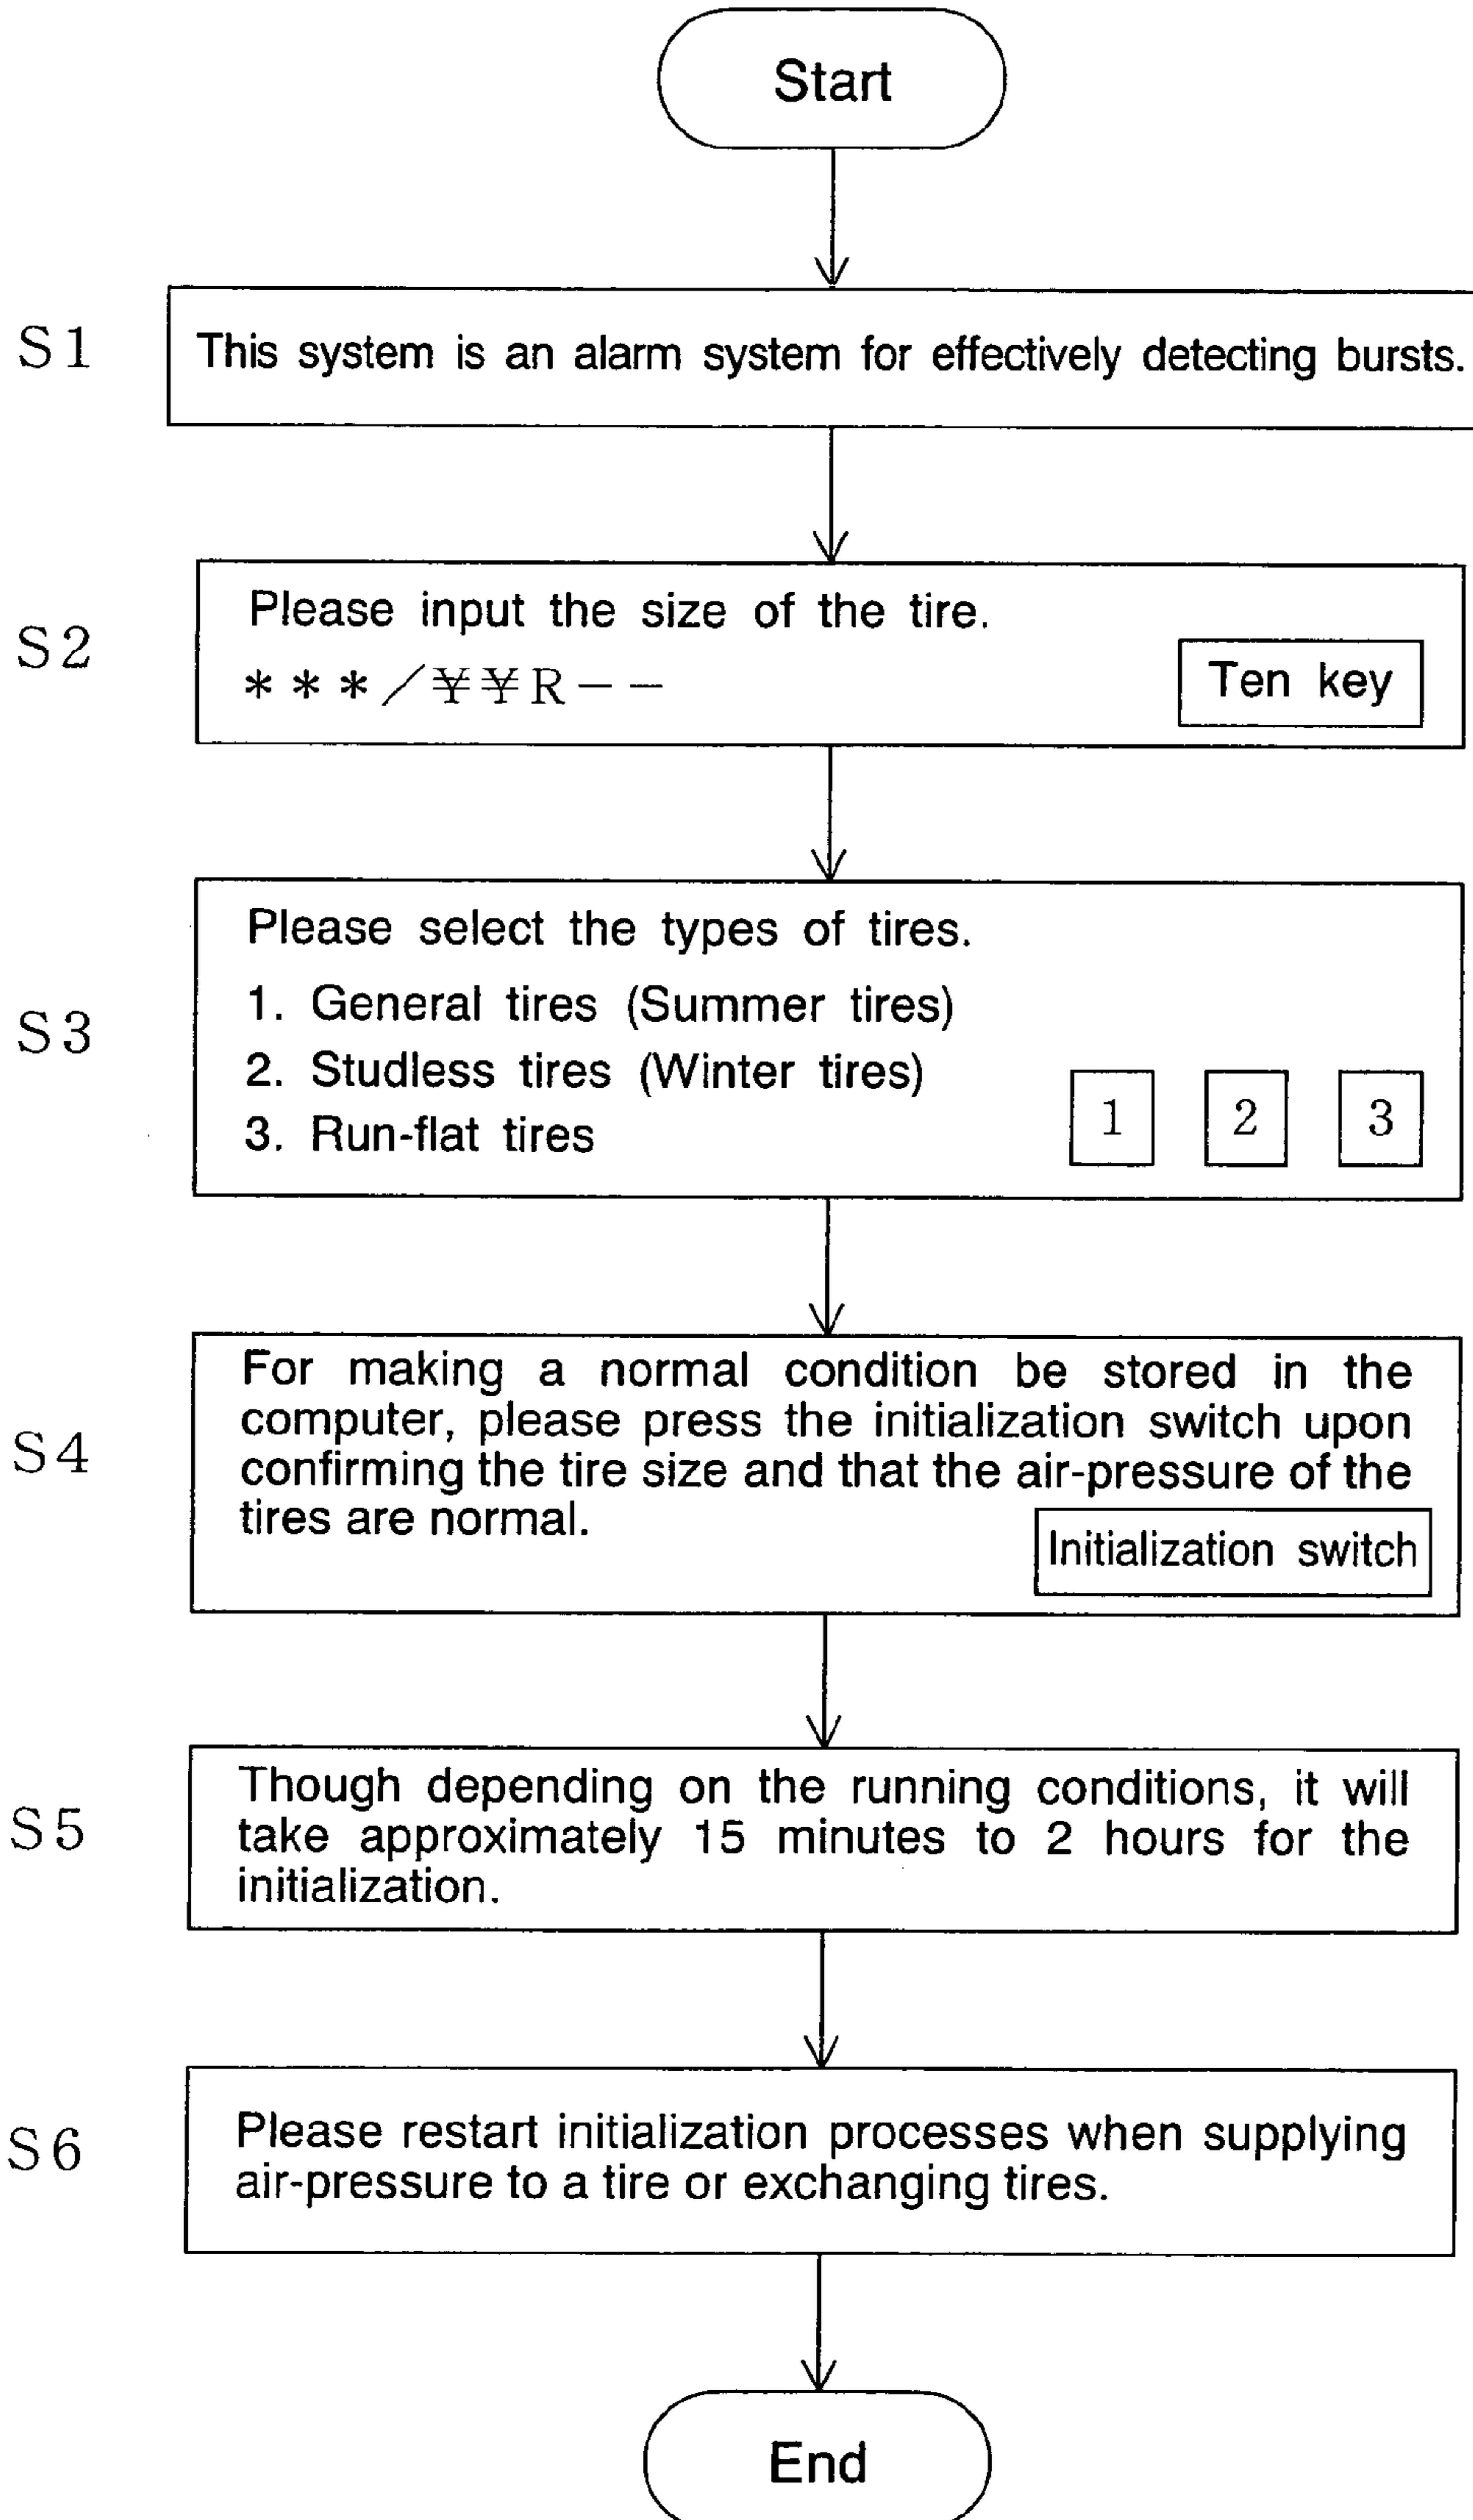 Start
S1
This system is an alarm system for effectively detecting bursts.
S2
Please input the size of the tire.
***/¥¥R−−
Ten key
S3
Please select the types of tires.
1. General tires (Summer tires)
2. Studless tires (Winter tires)
3. Run-flat tires
1 2 3
S4
For making a normal condition be stored in the
computer, please press the initialization switch upon
confirming the tire size and that the air-pressure of the
tires are normal.
Initialization switch
S5
Though depending on the running conditions, it will
take approximately 15 minutes to 2 hours for the
initialization.
S6
Please restart initialization processes when supplying
air-pressure to a tire or exchanging tires.
End